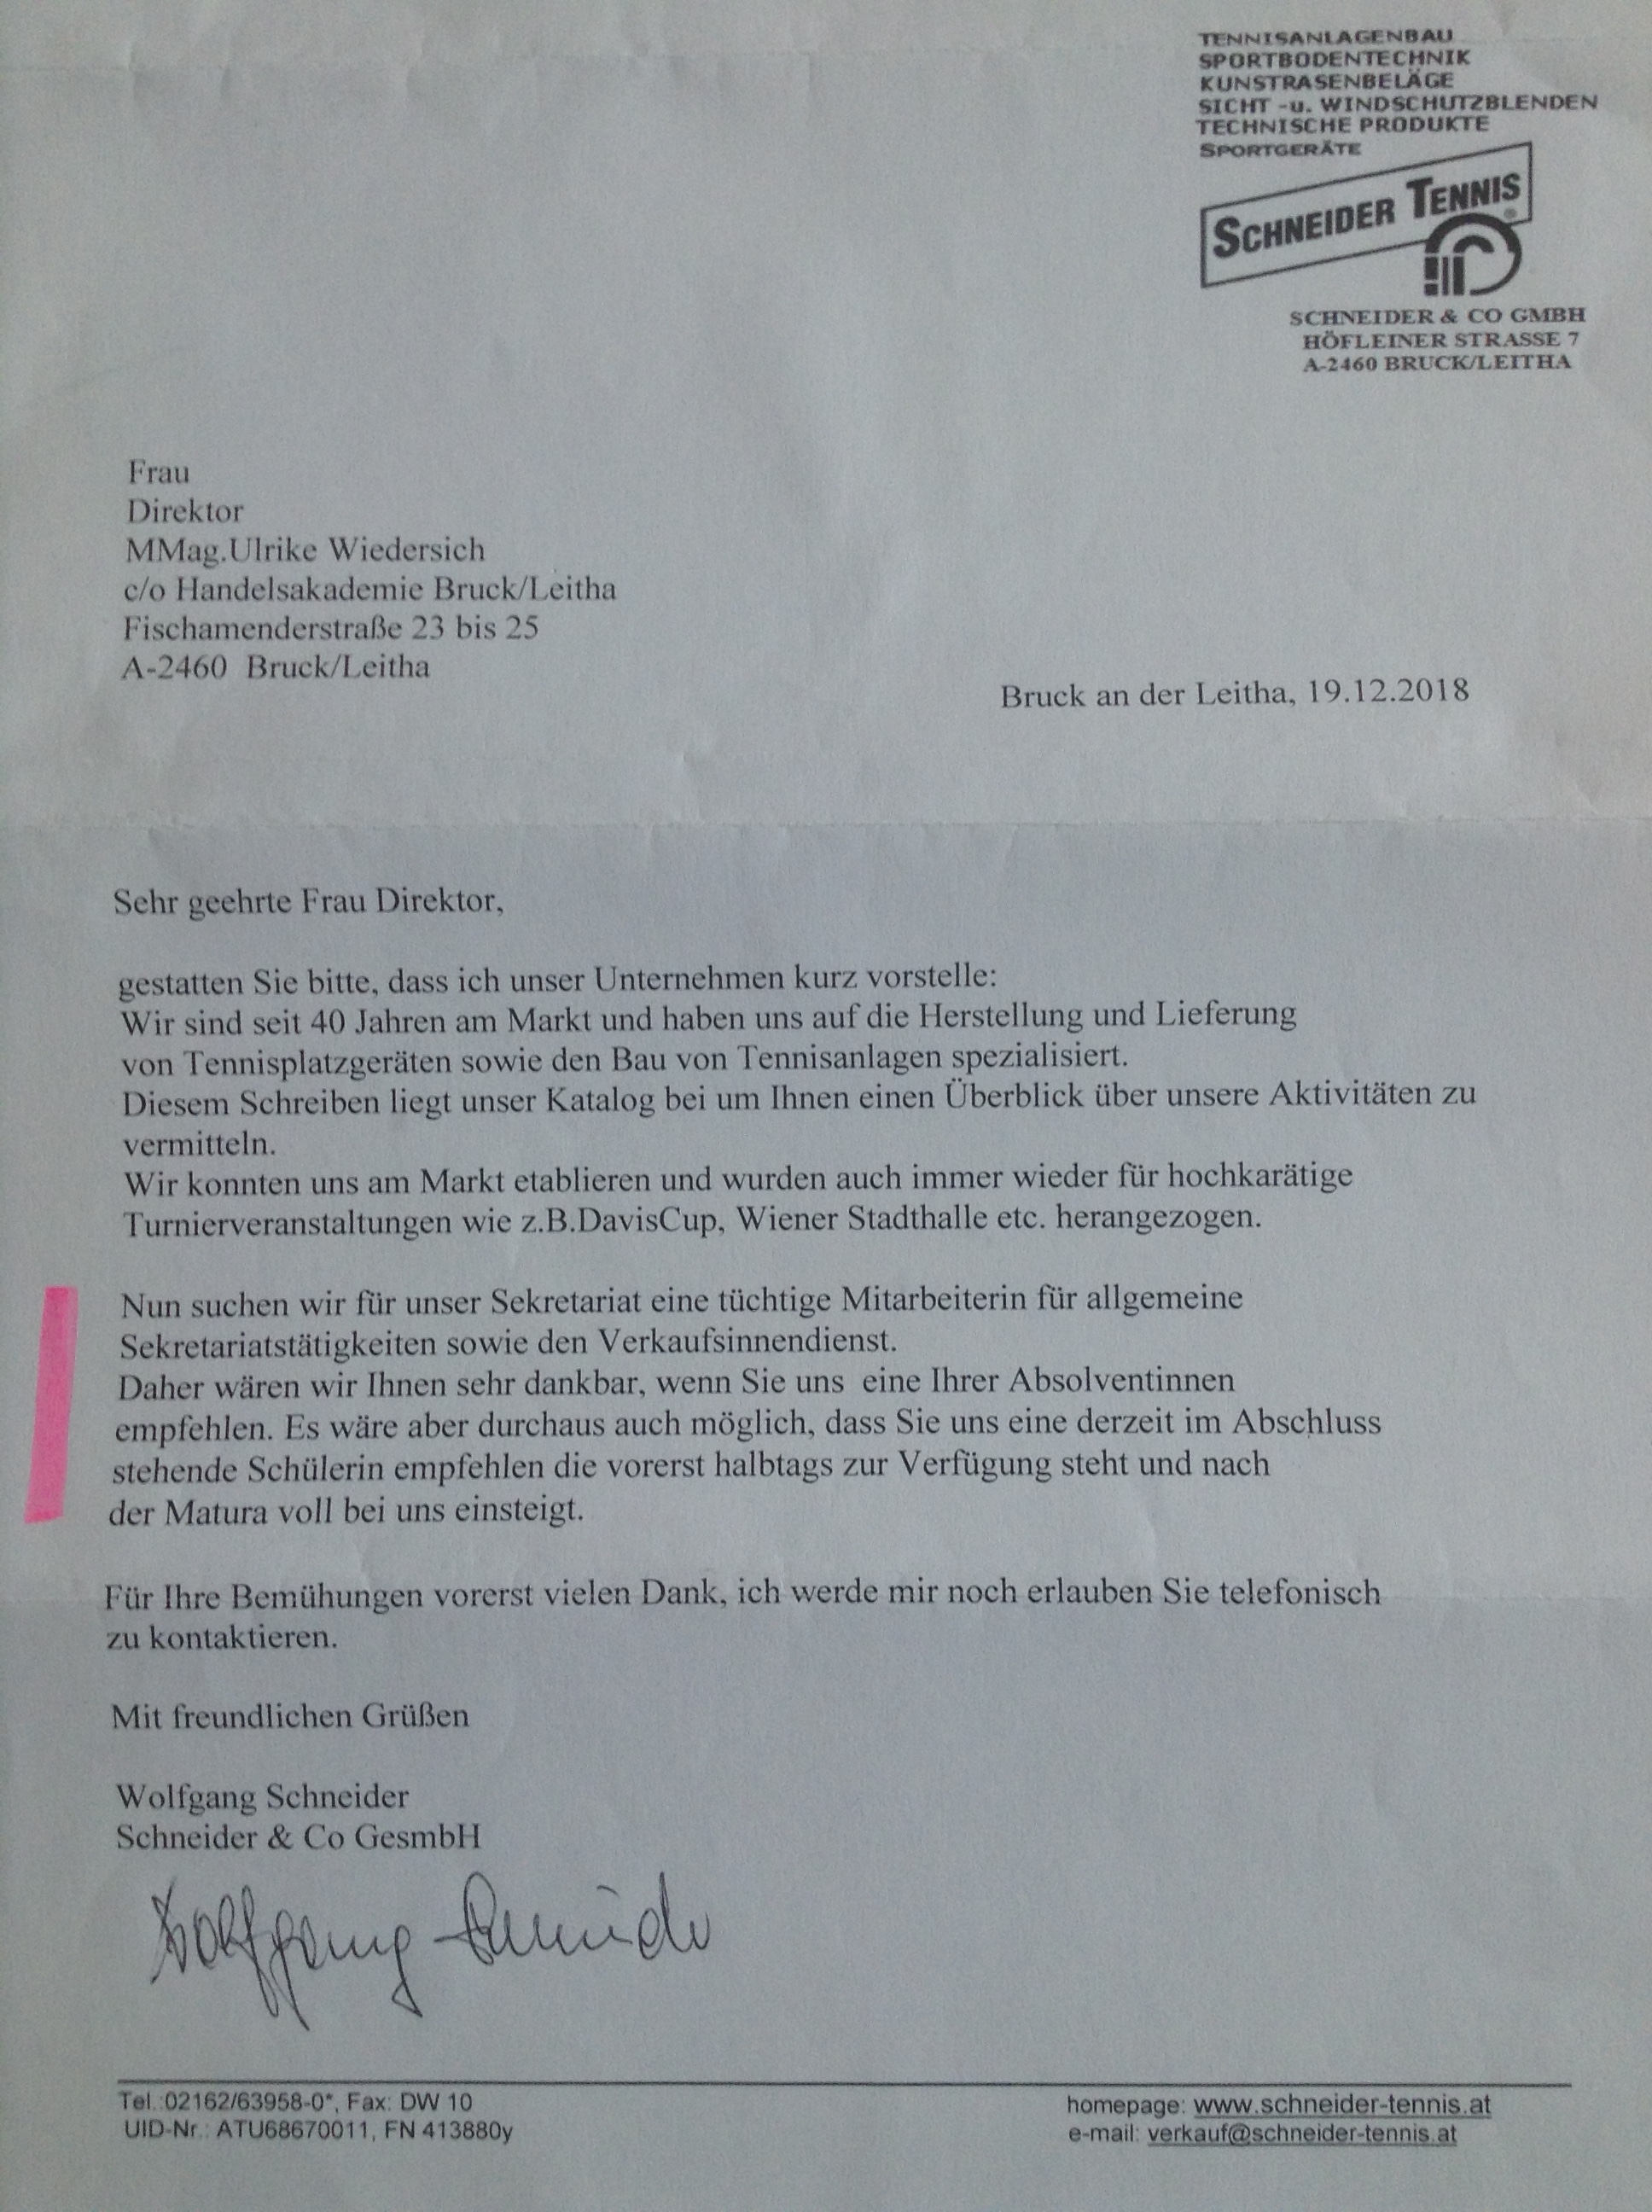 TENNISANLAGENBAU
SPORTBODENTECHNIK
KUNSTRASENBELÄGE
SICHT -u. WINDSCHUTZBLENDEN
TECHNISCHE PRODUKTE
SPORTGERÄTE
SCHNEIDER TENNIS®
SCHNEIDER & CO GMBH
HÖFLEINER STRASSE 7
A-2460 BRUCK/LEITHA
Frau
Direktor
MMag.Ulrike Wiedersich
c/o Handelsakademie Bruck/Leitha
Fischamenderstraße 23 bis 25
A-2460 Bruck/Leitha
Bruck an der Leitha, 19.12.2018
Sehr geehrte Frau Direktor,
gestatten Sie bitte, dass ich unser Unternehmen kurz vorstelle:
Wir sind seit 40 Jahren am Markt und haben uns auf die Herstellung und Lieferung
von Tennisplatzgeräten sowie den Bau von Tennisanlagen spezialisiert.
Diesem Schreiben liegt unser Katalog bei um Ihnen einen Überblick über unsere Aktivitäten zu
vermitteln.
Wir konnten uns am Markt etablieren und wurden auch immer wieder für hochkarätige
Turnierveranstaltungen wie z.B.DavisCup, Wiener Stadthalle etc. herangezogen.
Nun suchen wir für unser Sekretariat eine tüchtige Mitarbeiterin für allgemeine
Sekretariatstätigkeiten sowie den Verkaufsinnendienst.
Daher wären wir Ihnen sehr dankbar, wenn Sie uns eine Ihrer Absolventinnen
empfehlen. Es wäre aber durchaus auch möglich, dass Sie uns eine derzeit im Abschluss
stehende Schülerin empfehlen die vorerst halbtags zur Verfügung steht und nach
der Matura voll bei uns einsteigt.
Für Ihre Bemühungen vorerst vielen Dank, ich werde mir noch erlauben Sie telefonisch
zu kontaktieren.
Mit freundlichen Grüßen
Wolfgang Schneider
Schneider & Co GesmbH
Wolfgang Schneider
Tel.:02162/63958-0*, Fax: DW 10
UID-Nr.: ATU68670011, FN 413880y
homepage: www.schneider-tennis.at
e-mail: verkauf@schneider-tennis.at